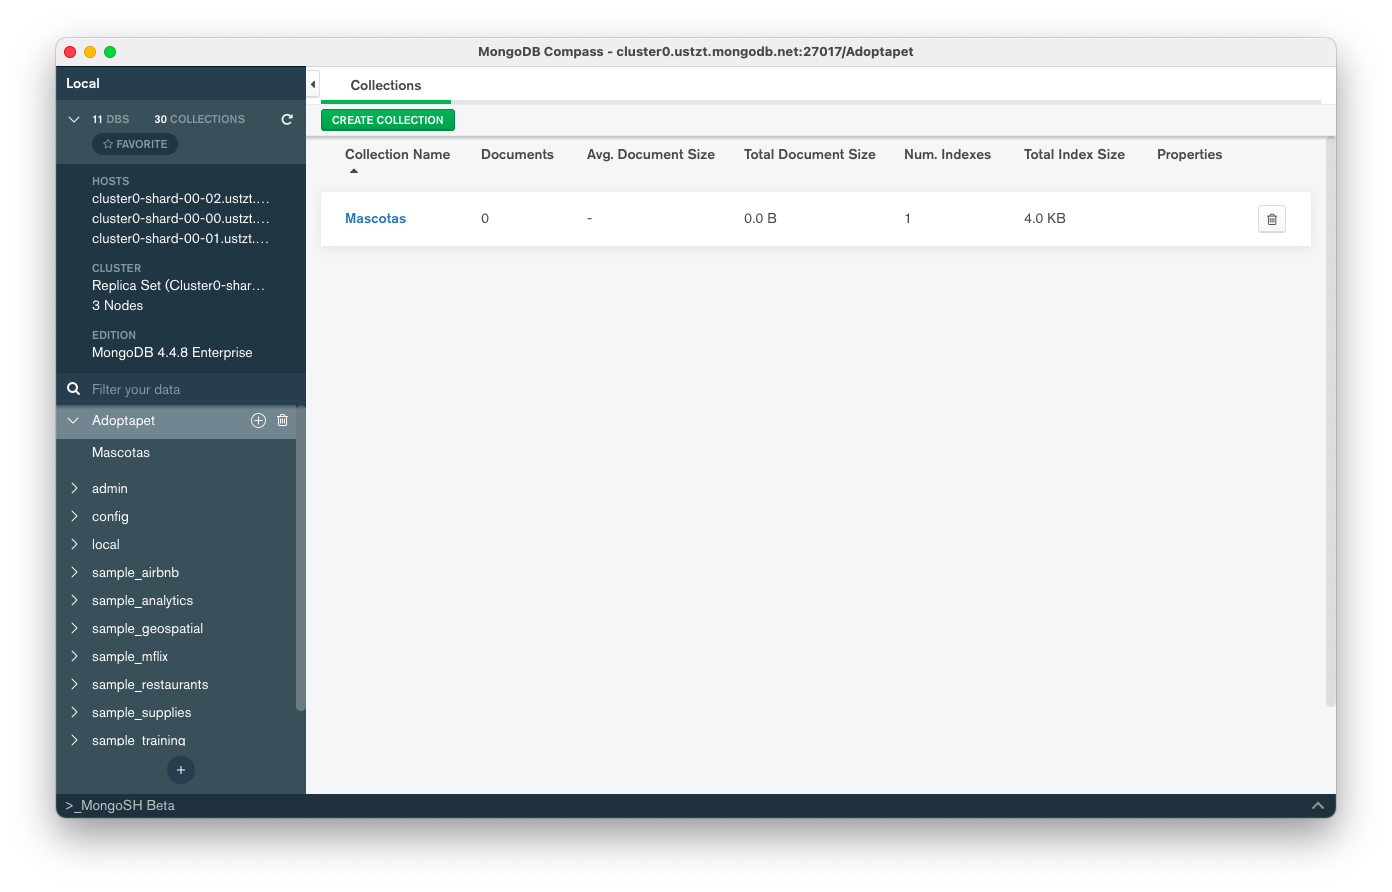 MongoDB Compass - cluster0.ustzt.mongodb.net:27017/Adoptapet
Local
11 DBS 30 COLLECTIONS
FAVORITE
HOSTS
cluster0-shard-00-02.ustzt....
cluster0-shard-00-00.ustzt....
cluster0-shard-00-01.ustzt....
CLUSTER
Replica Set (Cluster0-shar...
3 Nodes
EDITION
MongoDB 4.4.8 Enterprise
Filter your data
Adoptapet
Mascotas
admin
config
local
sample_airbnb
sample_analytics
sample_geospatial
sample_mflix
sample_restaurants
sample_supplies
sample_training
+
Collections
CREATE COLLECTION
Collection Name Documents Avg. Document Size Total Document Size Num. Indexes Total Index Size Properties
Mascotas 0 - 0.0 B 1 4.0 KB
>_MongoSH Beta